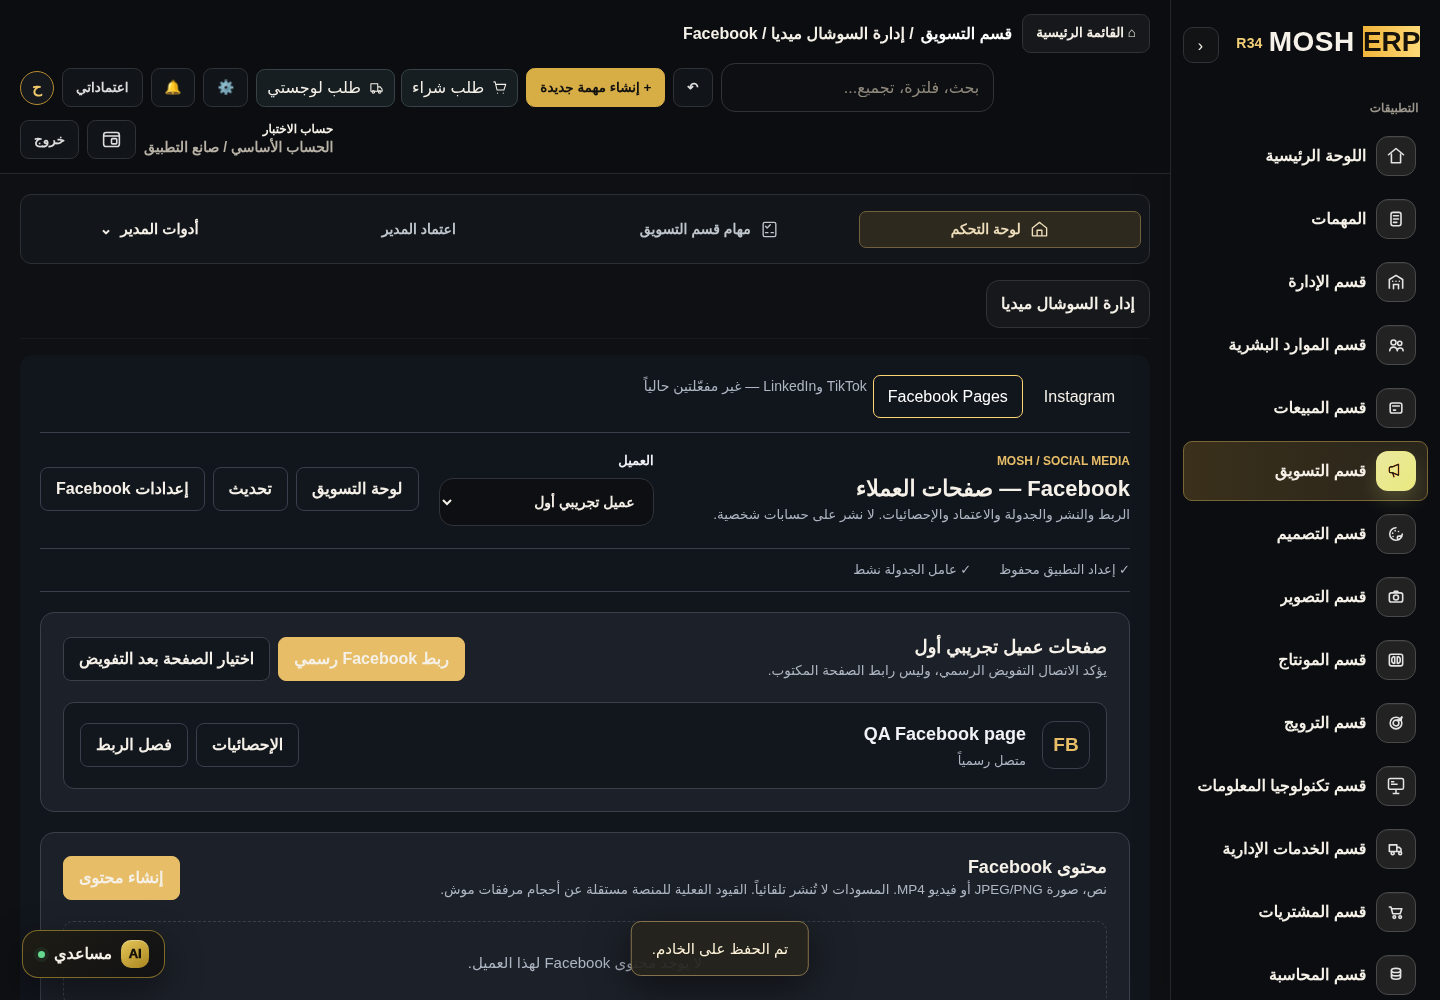 MOSH ERP R34
‹
التطبيقات
اللوحة الرئيسية
المهمات
قسم الإدارة
قسم الموارد البشرية
قسم المبيعات
قسم التسويق
قسم التصميم
قسم التصوير
قسم المونتاج
قسم الترويج
قسم تكنولوجيا المعلومات
قسم الخدمات الإدارية
قسم المشتريات
قسم المحاسبة
⌂ القائمة الرئيسية
قسم التسويق / إدارة السوشال ميديا / Facebook
بحث، فلترة، تجميع...
↶
+ إنشاء مهمة جديدة
طلب شراء
طلب لوجستي
اعتماداتي
ح
حساب الاختبار
الحساب الأساسي / صانع التطبيق
خروج
لوحة التحكم
مهام قسم التسويق
اعتماد المدير
أدوات المدير ⌄
إدارة السوشال ميديا
Instagram
Facebook Pages
TikTok وLinkedIn — غير مفعّلتين حالياً
MOSH / SOCIAL MEDIA
Facebook — صفحات العملاء
الربط والنشر والجدولة والاعتماد والإحصائيات. لا نشر على حسابات شخصية.
العميل
عميل تجريبي أول
لوحة التسويق
تحديث
إعدادات Facebook
✓ إعداد التطبيق محفوظ
✓ عامل الجدولة نشط
صفحات عميل تجريبي أول
يؤكد الاتصال التفويض الرسمي، وليس رابط الصفحة المكتوب.
ربط Facebook رسمي
اختيار الصفحة بعد التفويض
FB
QA Facebook page
متصل رسمياً
الإحصائيات
فصل الربط
محتوى Facebook
نص، صورة JPEG/PNG أو فيديو MP4. المسودات لا تُنشر تلقائياً. القيود الفعلية للمنصة مستقلة عن أحجام مرفقات موش.
إنشاء محتوى
لا يوجد محتوى Facebook لهذا العميل.
تم الحفظ على الخادم.
AI مساعدي